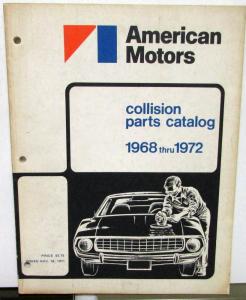 American
Motors
collision
parts catalog
1968 thru 1972